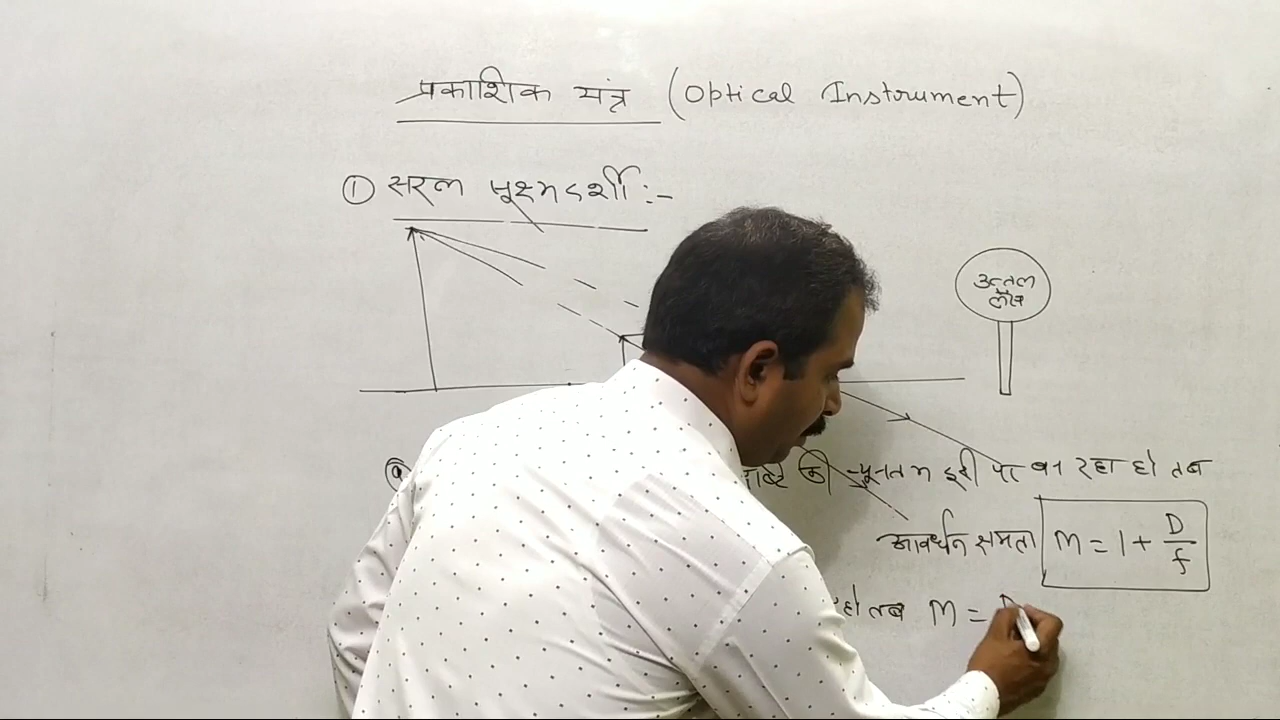 प्रकाशिक यंत्र (Optical Instrument)
① सरल सूक्ष्मदर्शी :-
उत्तल
लेंस
की न्यूनतम दूरी पर बन रहा हो तब
आवर्धन क्षमता M = 1 + D/f
हो तब M =